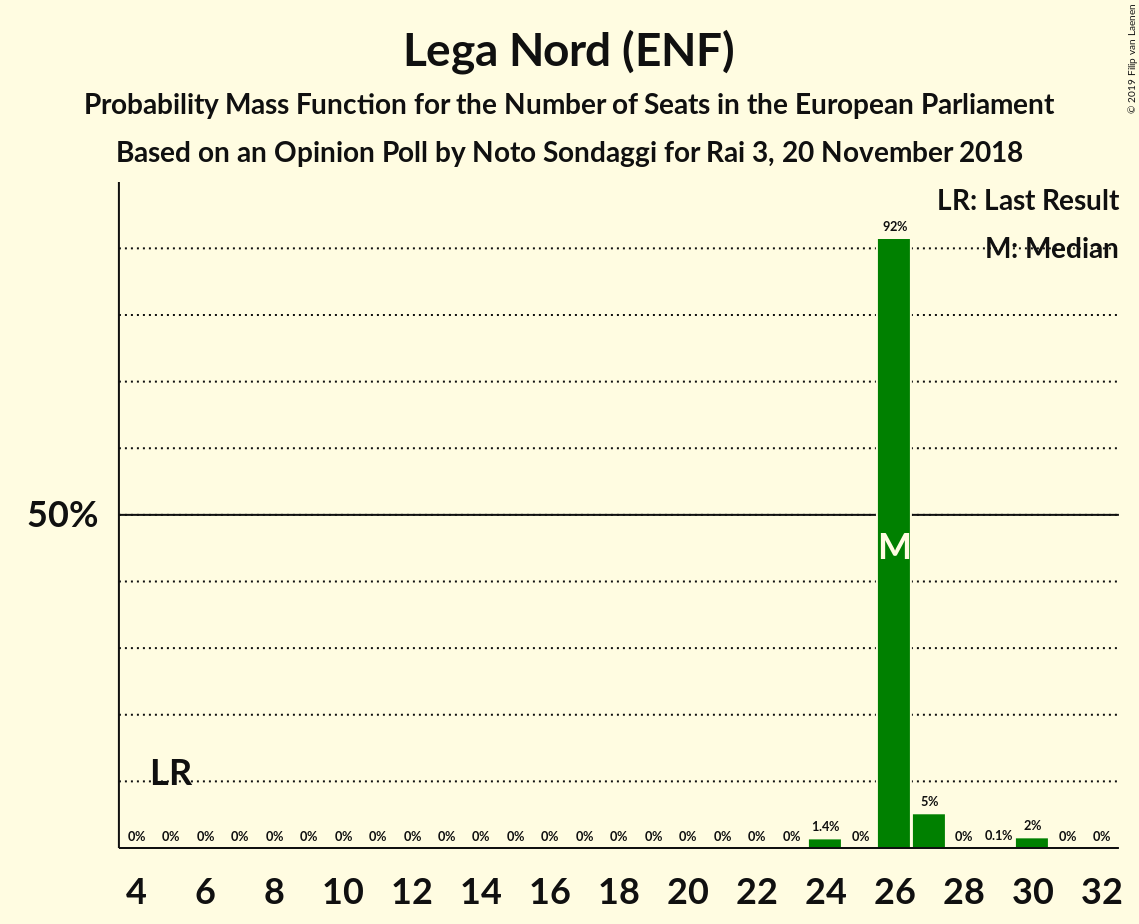 Lega Nord (ENF)
Probability Mass Function for the Number of Seats in the European Parliament
Based on an Opinion Poll by Noto Sondaggi for Rai 3, 20 November 2018
© 2019 Filip van Laenen
LR: Last Result
M: Median
92%
50%
M
LR
0% 0% 0% 0% 0% 0% 0% 0% 0% 0% 0% 0% 0% 0% 0% 0% 0% 0% 0% 0% 1.4% 0% 5% 0% 0.1% 2% 0% 0%
4 6 8 10 12 14 16 18 20 22 24 26 28 30 32